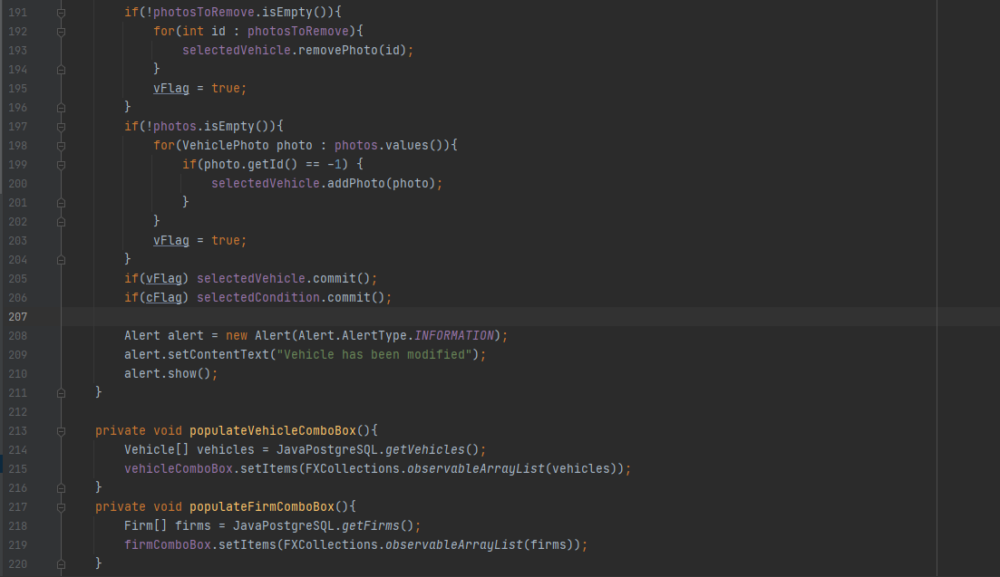 191 if(!photosToRemove.isEmpty()){
192 for(int id : photosToRemove){
193 selectedVehicle.removePhoto(id);
194 }
195 vFlag = true;
196 }
197 if(!photos.isEmpty()){
198 for(VehiclePhoto photo : photos.values()){
199 if(photo.getId() == -1) {
200 selectedVehicle.addPhoto(photo);
201 }
202 }
203 vFlag = true;
204 }
205 if(vFlag) selectedVehicle.commit();
206 if(cFlag) selectedCondition.commit();
207
208 Alert alert = new Alert(Alert.AlertType.INFORMATION);
209 alert.setContentText("Vehicle has been modified");
210 alert.show();
211 }
212
213 private void populateVehicleComboBox(){
214 Vehicle[] vehicles = JavaPostgreSQL.getVehicles();
215 vehicleComboBox.setItems(FXCollections.observableArrayList(vehicles));
216 }
217 private void populateFirmComboBox(){
218 Firm[] firms = JavaPostgreSQL.getFirms();
219 firmComboBox.setItems(FXCollections.observableArrayList(firms));
220 }